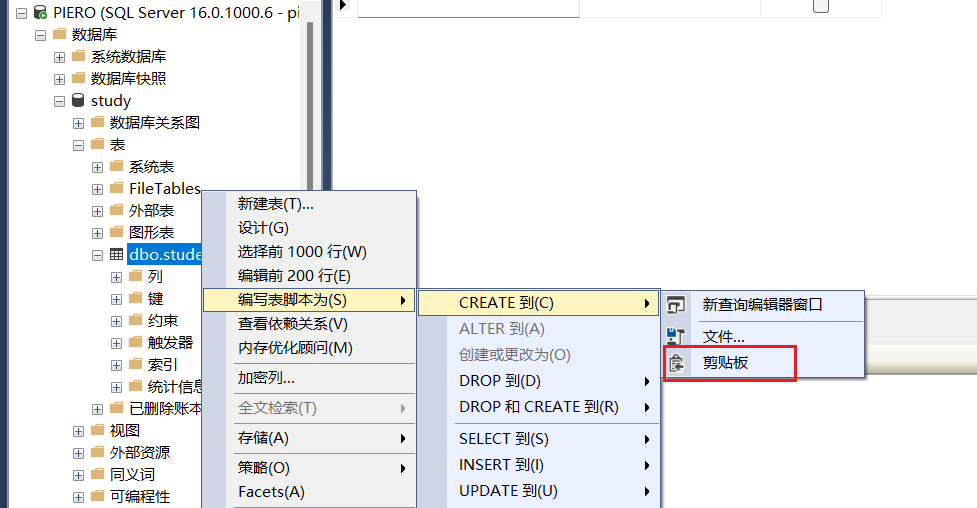 PIERO (SQL Server 16.0.1000.6 - pi
数据库
系统数据库
数据库快照
study
数据库关系图
表
系统表
FileTables
外部表
图形表
dbo.stude
列
键
约束
触发器
索引
统计信息
已删除账本
视图
外部资源
同义词
可编程性
新建表(T)...
设计(G)
选择前 1000 行(W)
编辑前 200 行(E)
编写表脚本为(S)
查看依赖关系(V)
内存优化顾问(M)
加密列...
全文检索(T)
存储(A)
策略(O)
Facets(A)
CREATE 到(C)
ALTER 到(A)
创建或更改为(O)
DROP 到(D)
DROP 和 CREATE 到(R)
SELECT 到(S)
INSERT 到(I)
UPDATE 到(U)
新查询编辑器窗口
文件...
剪贴板